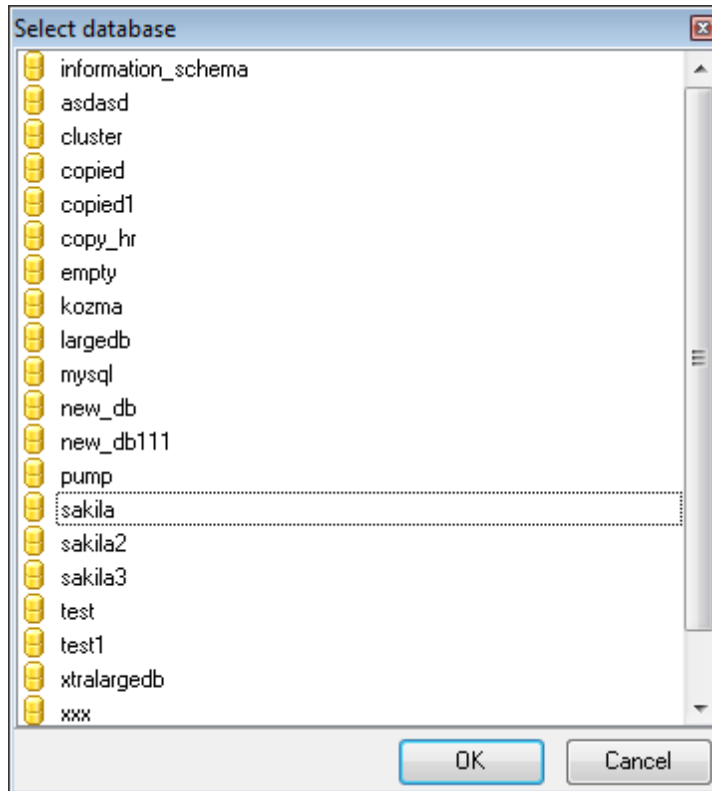 Select database
information_schema
asdasd
cluster
copied
copied1
copy_hr
empty
kozma
largedb
mysql
new_db
new_db111
pump
sakila
sakila2
sakila3
test
test1
xtralargedb
xxx
OK
Cancel